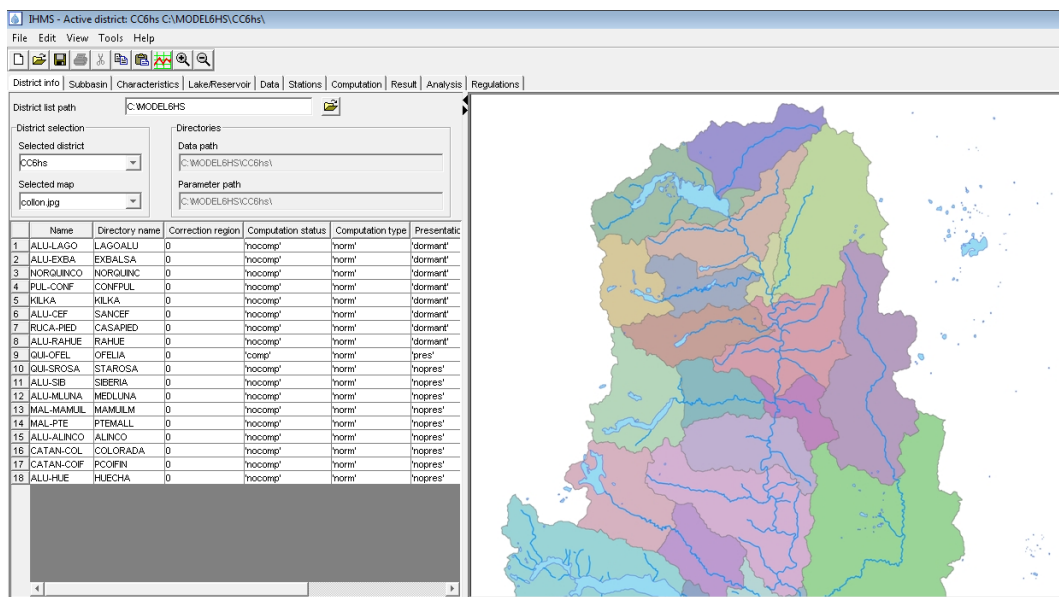 IHMS - Active district: CC6hs C:\MODEL6HS\CC6hs\
File Edit View Tools Help
District info Subbasin Characteristics Lake/Reservoir Data Stations Computation Result Analysis Regulations
District list path C:\MODEL6HS
District selection Directories
Selected district Data path
CC6hs C:\MODEL6HS\CC6hs\
Selected map Parameter path
collon.jpg C:\MODEL6HS\CC6hs\
Name Directory name Correction region Computation status Computation type Presentatic
1 ALU-LAGO LAGOALU 0 'nocomp' 'norm' 'dormant'
2 ALU-EXBA EXBALSA 0 'nocomp' 'norm' 'dormant'
3 NORQUINCO NORQUINC 0 'nocomp' 'norm' 'dormant'
4 PUL-CONF CONFPUL 0 'nocomp' 'norm' 'dormant'
5 KILKA KILKA 0 'nocomp' 'norm' 'dormant'
6 ALU-CEF SANCEF 0 'nocomp' 'norm' 'dormant'
7 RUCA-PIED CASAPIED 0 'nocomp' 'norm' 'dormant'
8 ALU-RAHUE RAHUE 0 'nocomp' 'norm' 'dormant'
9 QUI-OFEL OFELIA 0 'comp' 'norm' 'pres'
10 QUI-SROSA STAROSA 0 'nocomp' 'norm' 'nopres'
11 ALU-SIB SIBERIA 0 'nocomp' 'norm' 'nopres'
12 ALU-MLUNA MEDLUNA 0 'nocomp' 'norm' 'nopres'
13 MAL-MAMUIL MAMUILM 0 'nocomp' 'norm' 'nopres'
14 MAL-PTE PTEMALL 0 'nocomp' 'norm' 'nopres'
15 ALU-ALINCO ALINCO 0 'nocomp' 'norm' 'nopres'
16 CATAN-COL COLORADA 0 'nocomp' 'norm' 'nopres'
17 CATAN-COIF PCOIFIN 0 'nocomp' 'norm' 'nopres'
18 ALU-HUE HUECHA 0 'nocomp' 'norm' 'nopres'